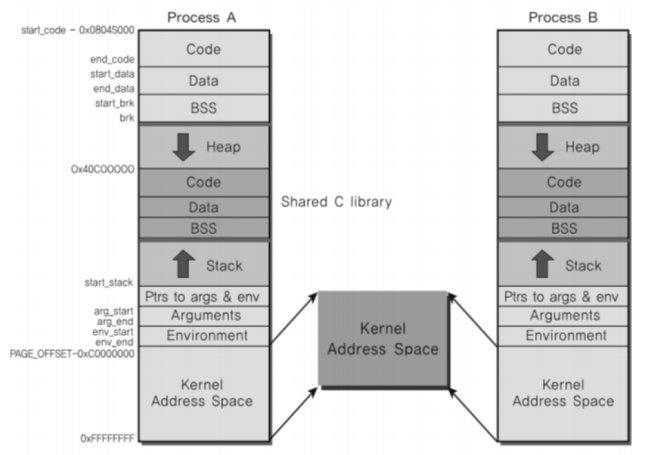 Process A
Process B
start_code - 0x0804S000
Code
end_code
start_data
Data
end_data
start_brk
BSS
brk
Heap
0x40C00000
Code
Data
BSS
Shared C library
Stack
start_stack
Ptrs to args & env
arg_start
Arguments
arg_end
env_start
Environment
env_end
PAGE_OFFSET-0xC0000000
Kernel
Address Space
0xFFFFFFFF
Kernel
Address Space
Code
Data
BSS
Heap
Code
Data
BSS
Stack
Ptrs to args & env
Arguments
Environment
Kernel
Address Space